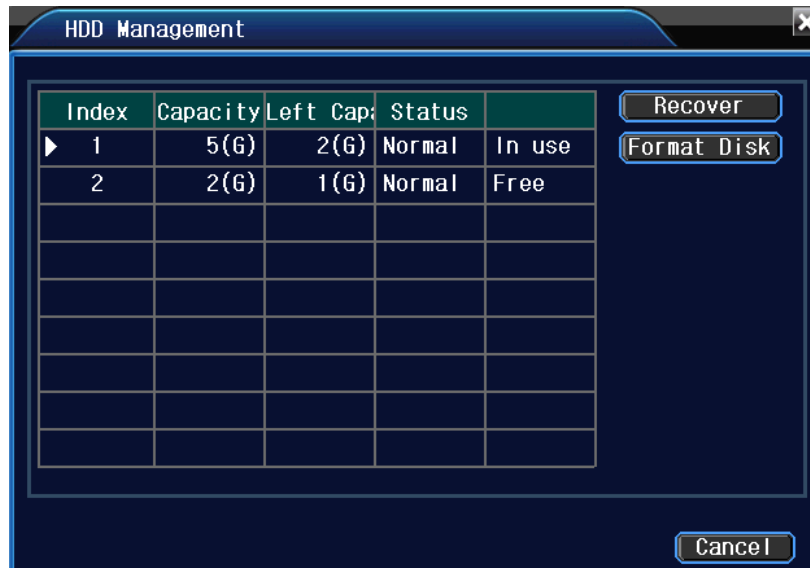 HDD Management
Index Capacity Left Capa Status
1 5(G) 2(G) Normal In use
2 2(G) 1(G) Normal Free
Recover
Format Disk
Cancel